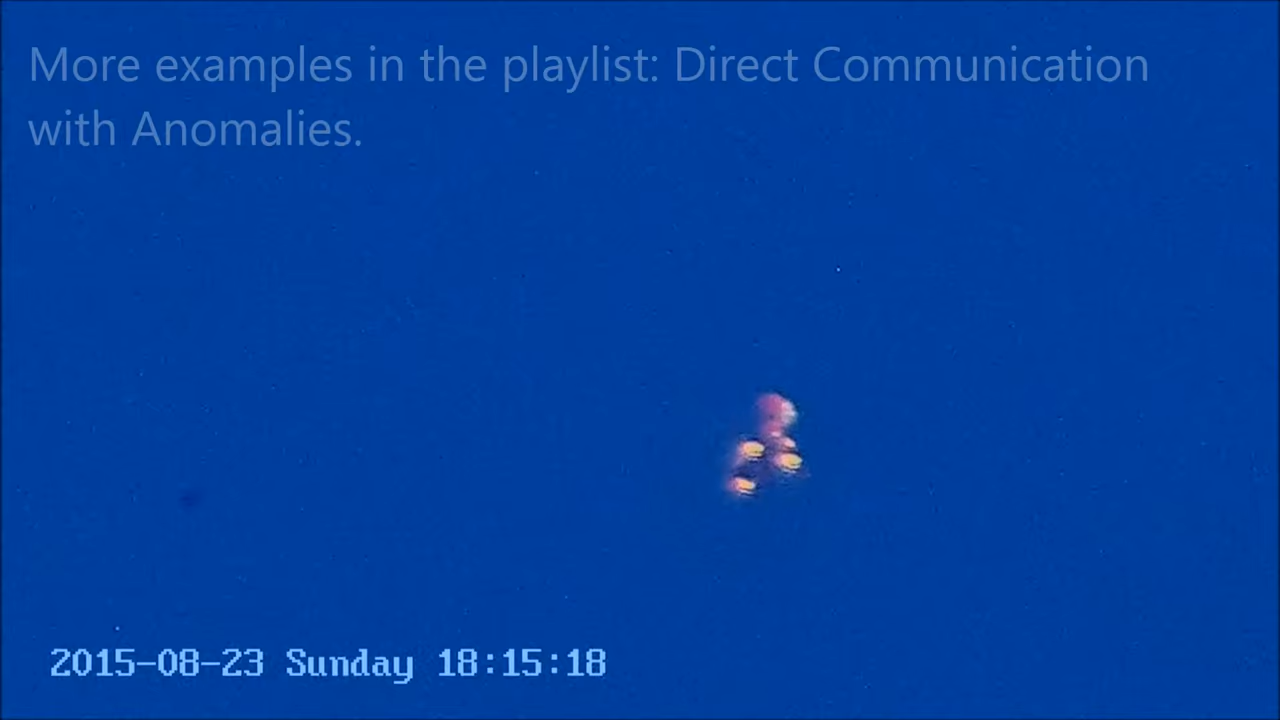 More examples in the playlist: Direct Communication
with Anomalies.
2015-08-23 Sunday 18:15:18